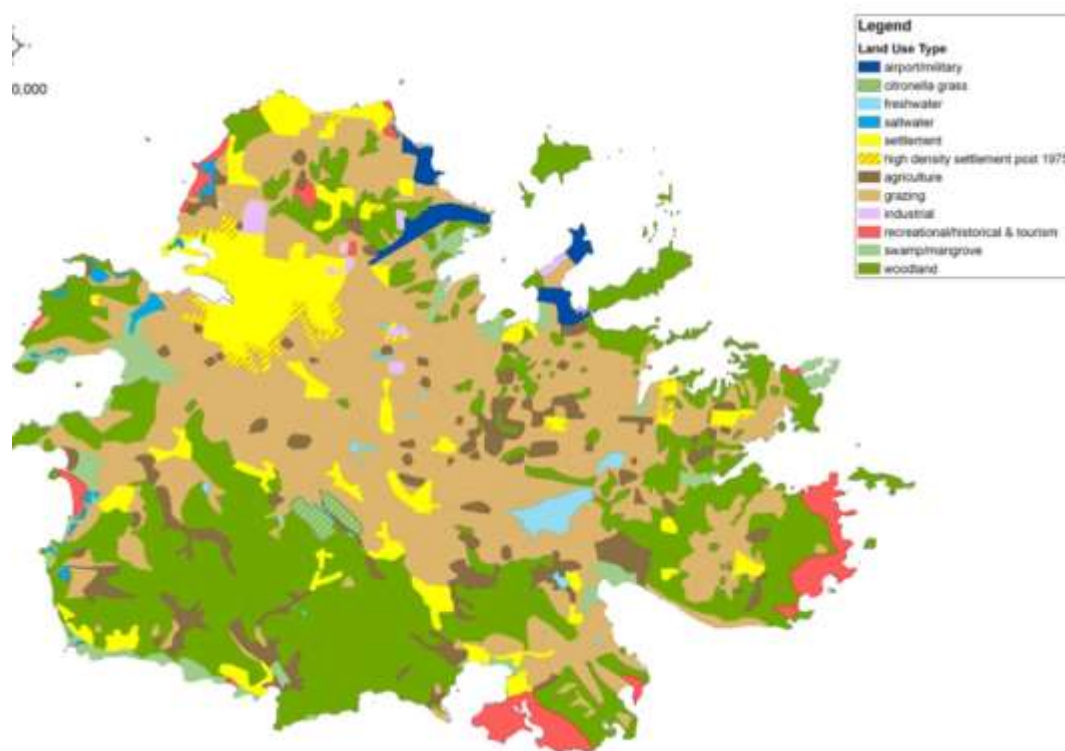 0,000
Legend
Land Use Type
airport/military
citronella grass
freshwater
saltwater
settlement
high density settlement post 1975
agriculture
grazing
industrial
recreational/historical & tourism
swamp/mangrove
woodland